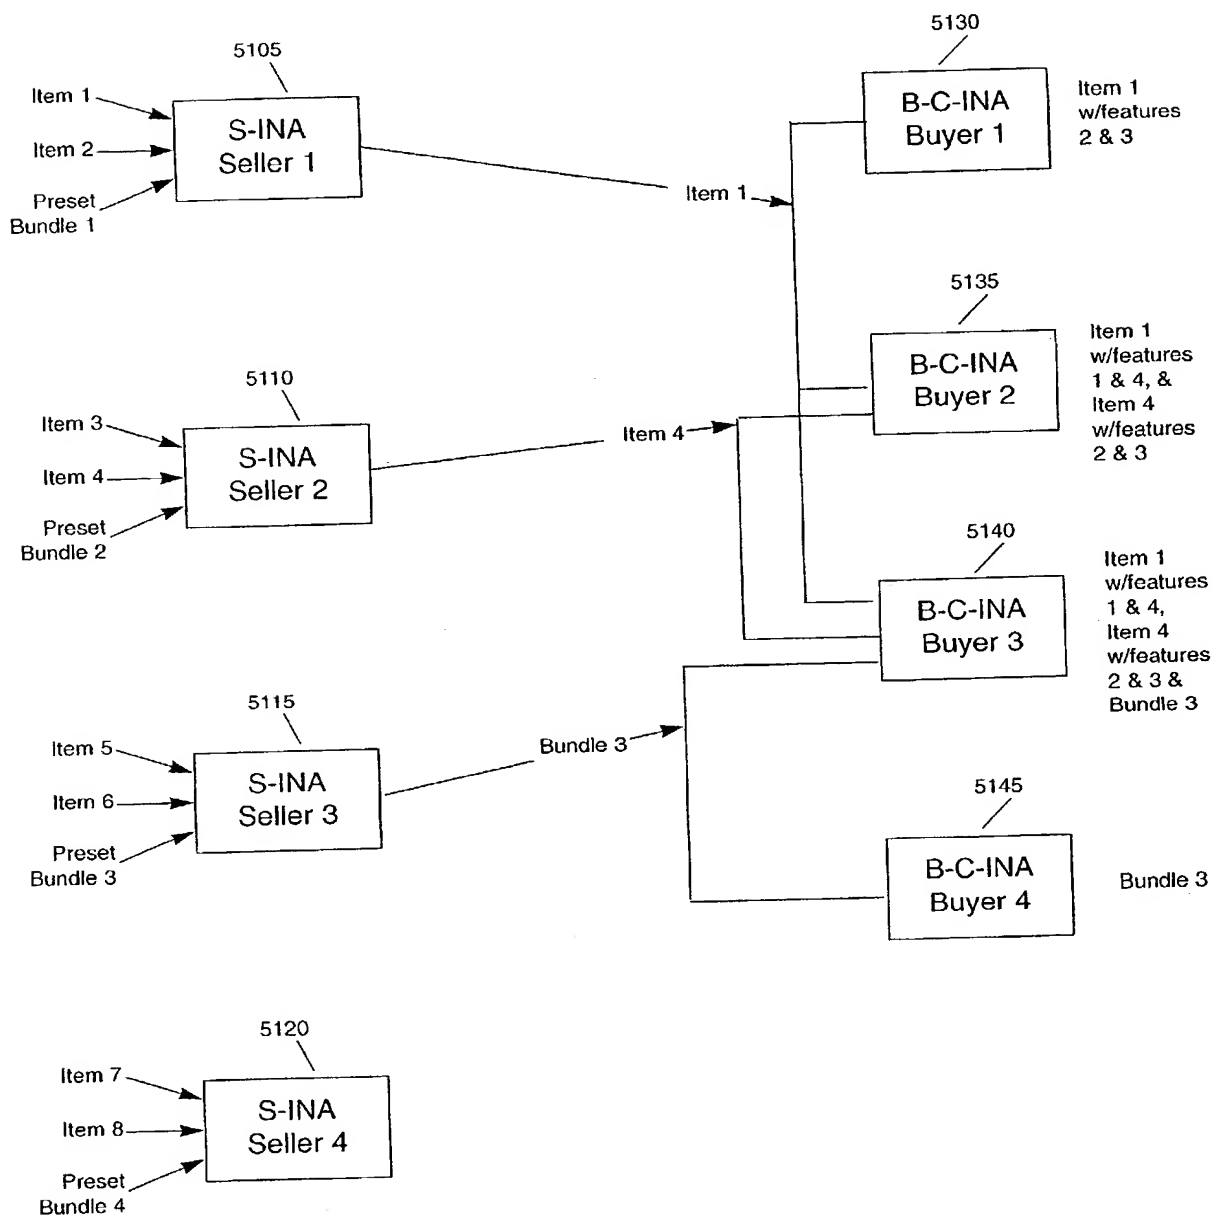 5105
Item 1
Item 2
Preset
Bundle 1
S-INA
Seller 1
Item 1
5130
B-C-INA
Buyer 1
Item 1
w/features
2 & 3
5110
Item 3
Item 4
Preset
Bundle 2
S-INA
Seller 2
Item 4
5135
B-C-INA
Buyer 2
Item 1
w/features
1 & 4, &
Item 4
w/features
2 & 3
5140
B-C-INA
Buyer 3
Item 1
w/features
1 & 4,
Item 4
w/features
2 & 3 &
Bundle 3
5115
Item 5
Item 6
Preset
Bundle 3
S-INA
Seller 3
Bundle 3
5145
B-C-INA
Buyer 4
Bundle 3
5120
Item 7
Item 8
Preset
Bundle 4
S-INA
Seller 4